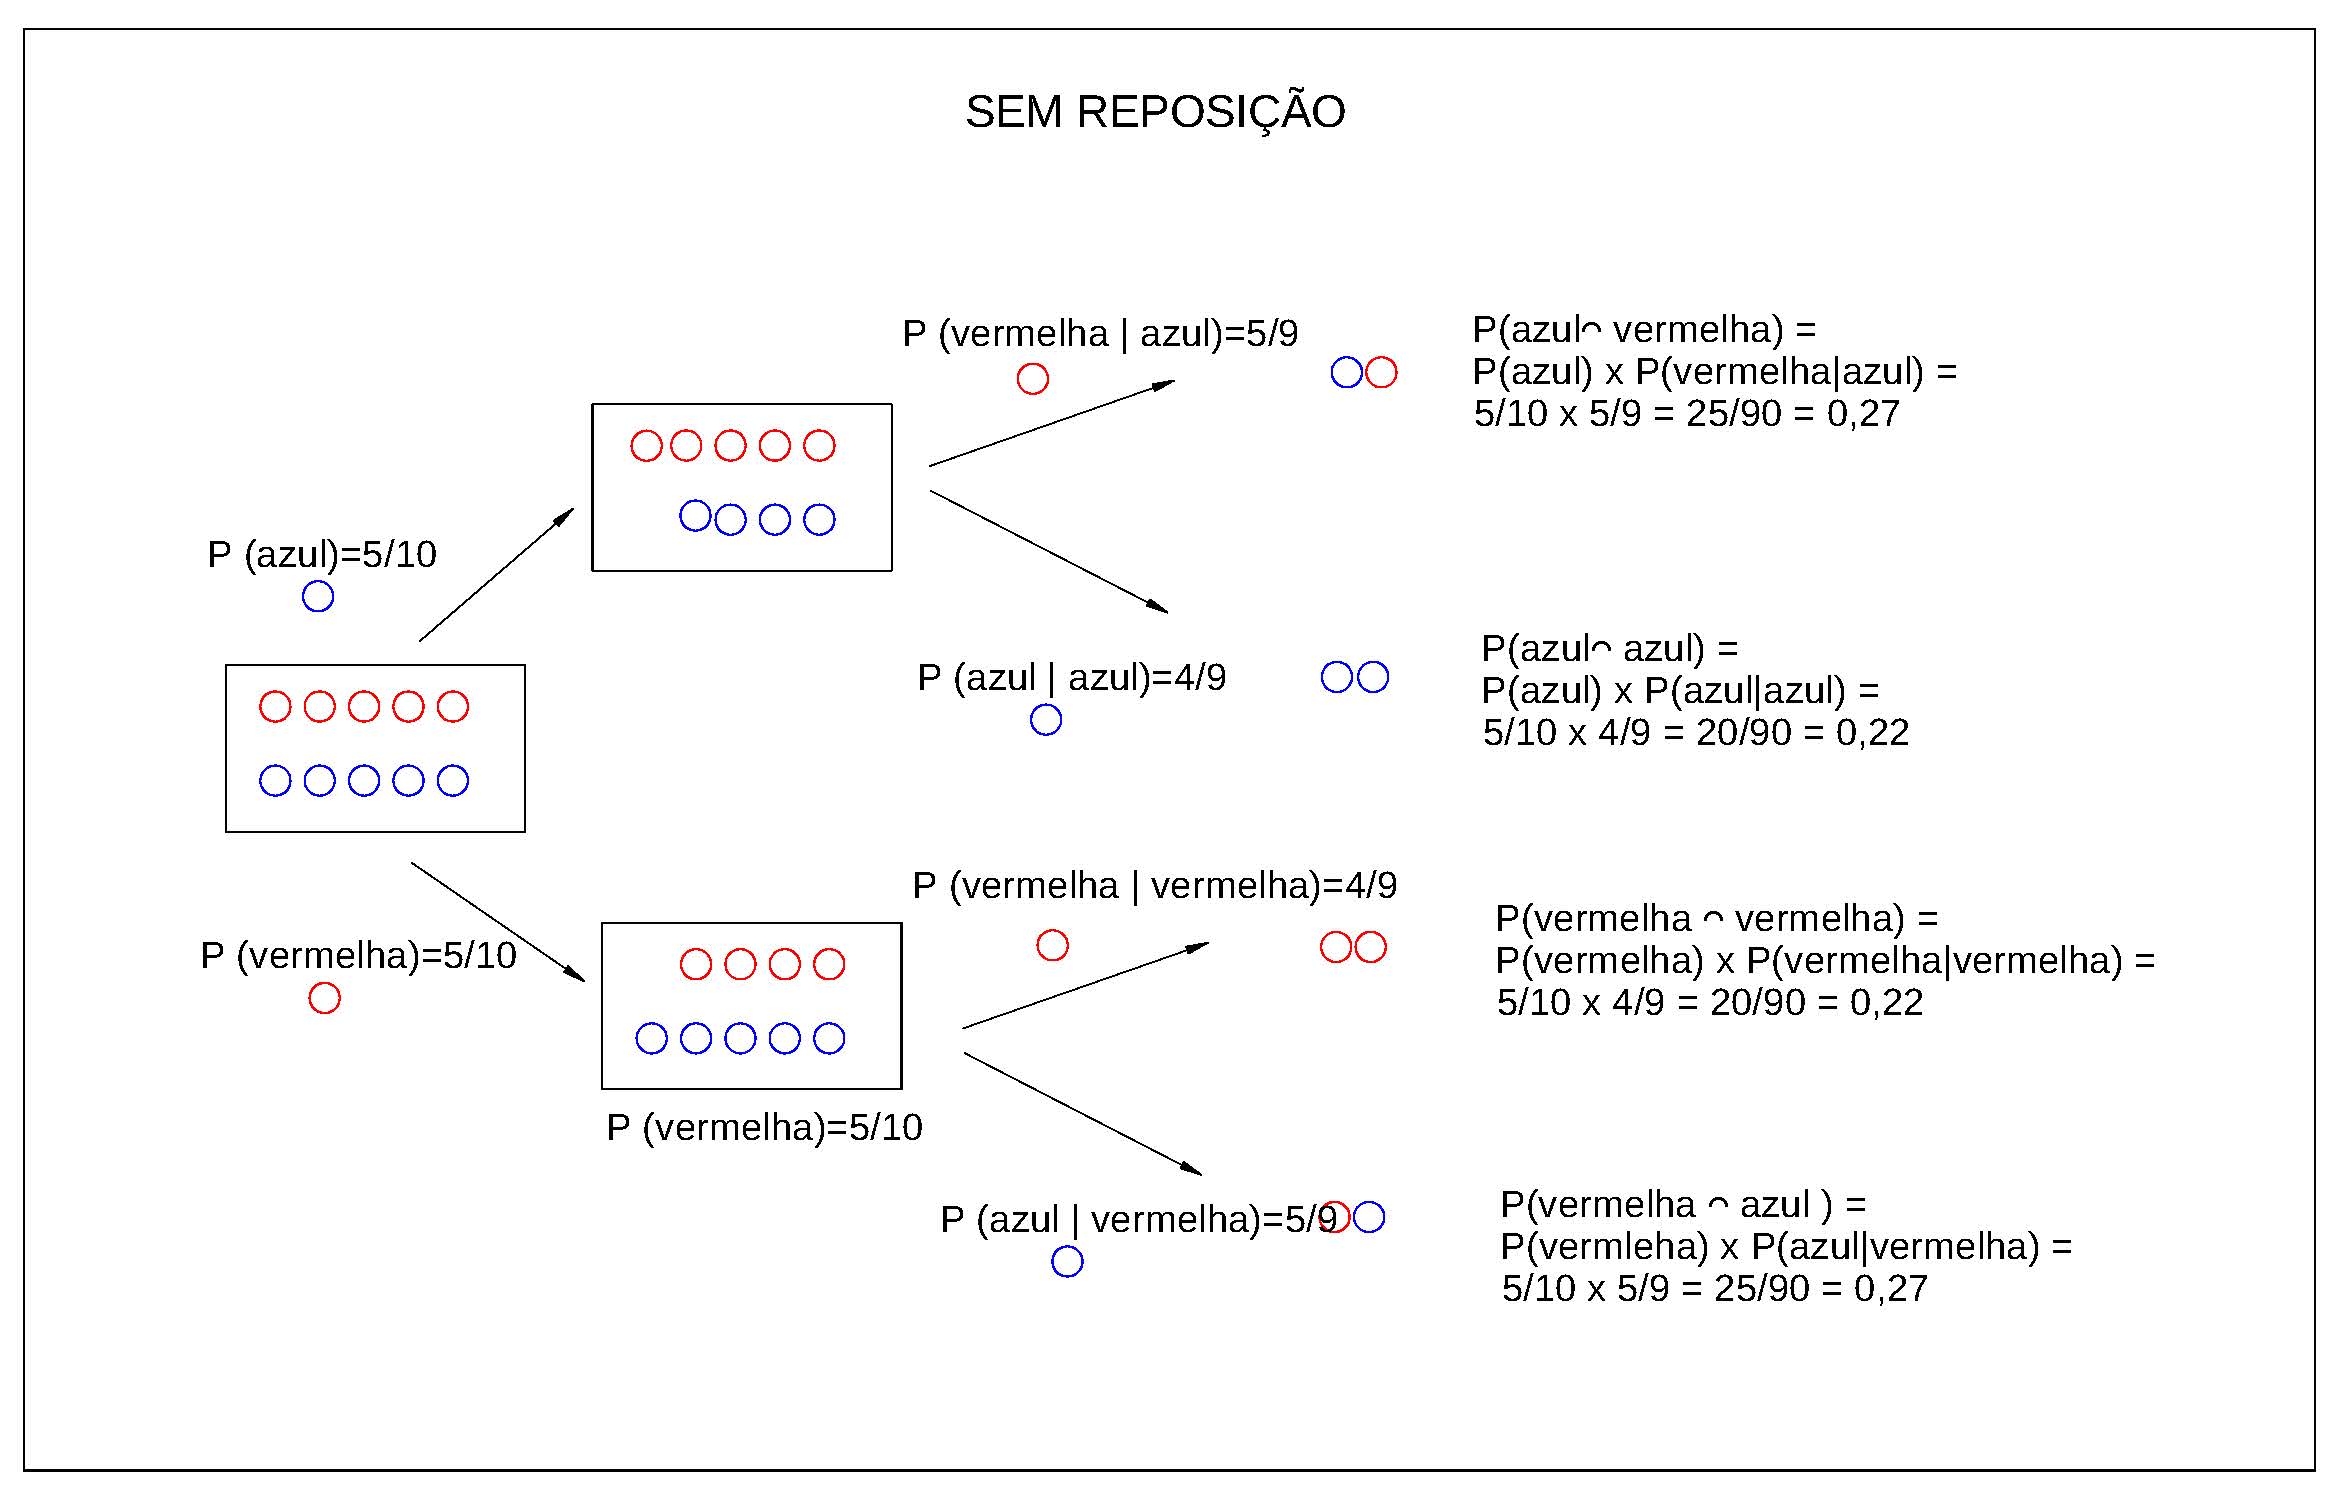 SEM REPOSIÇÃO
P (vermelha | azul)=5/9
P(azul∩ vermelha) =
P(azul) x P(vermelha|azul) =
5/10 x 5/9 = 25/90 = 0,27
P (azul)=5/10
P (azul | azul)=4/9
P(azul∩ azul) =
P(azul) x P(azul|azul) =
5/10 x 4/9 = 20/90 = 0,22
P (vermelha)=5/10
P (vermelha | vermelha)=4/9
P(vermelha ∩ vermelha) =
P(vermelha) x P(vermelha|vermelha) =
5/10 x 4/9 = 20/90 = 0,22
P (vermelha)=5/10
P (azul | vermelha)=5/9
P(vermelha ∩ azul ) =
P(vermleha) x P(azul|vermelha) =
5/10 x 5/9 = 25/90 = 0,27